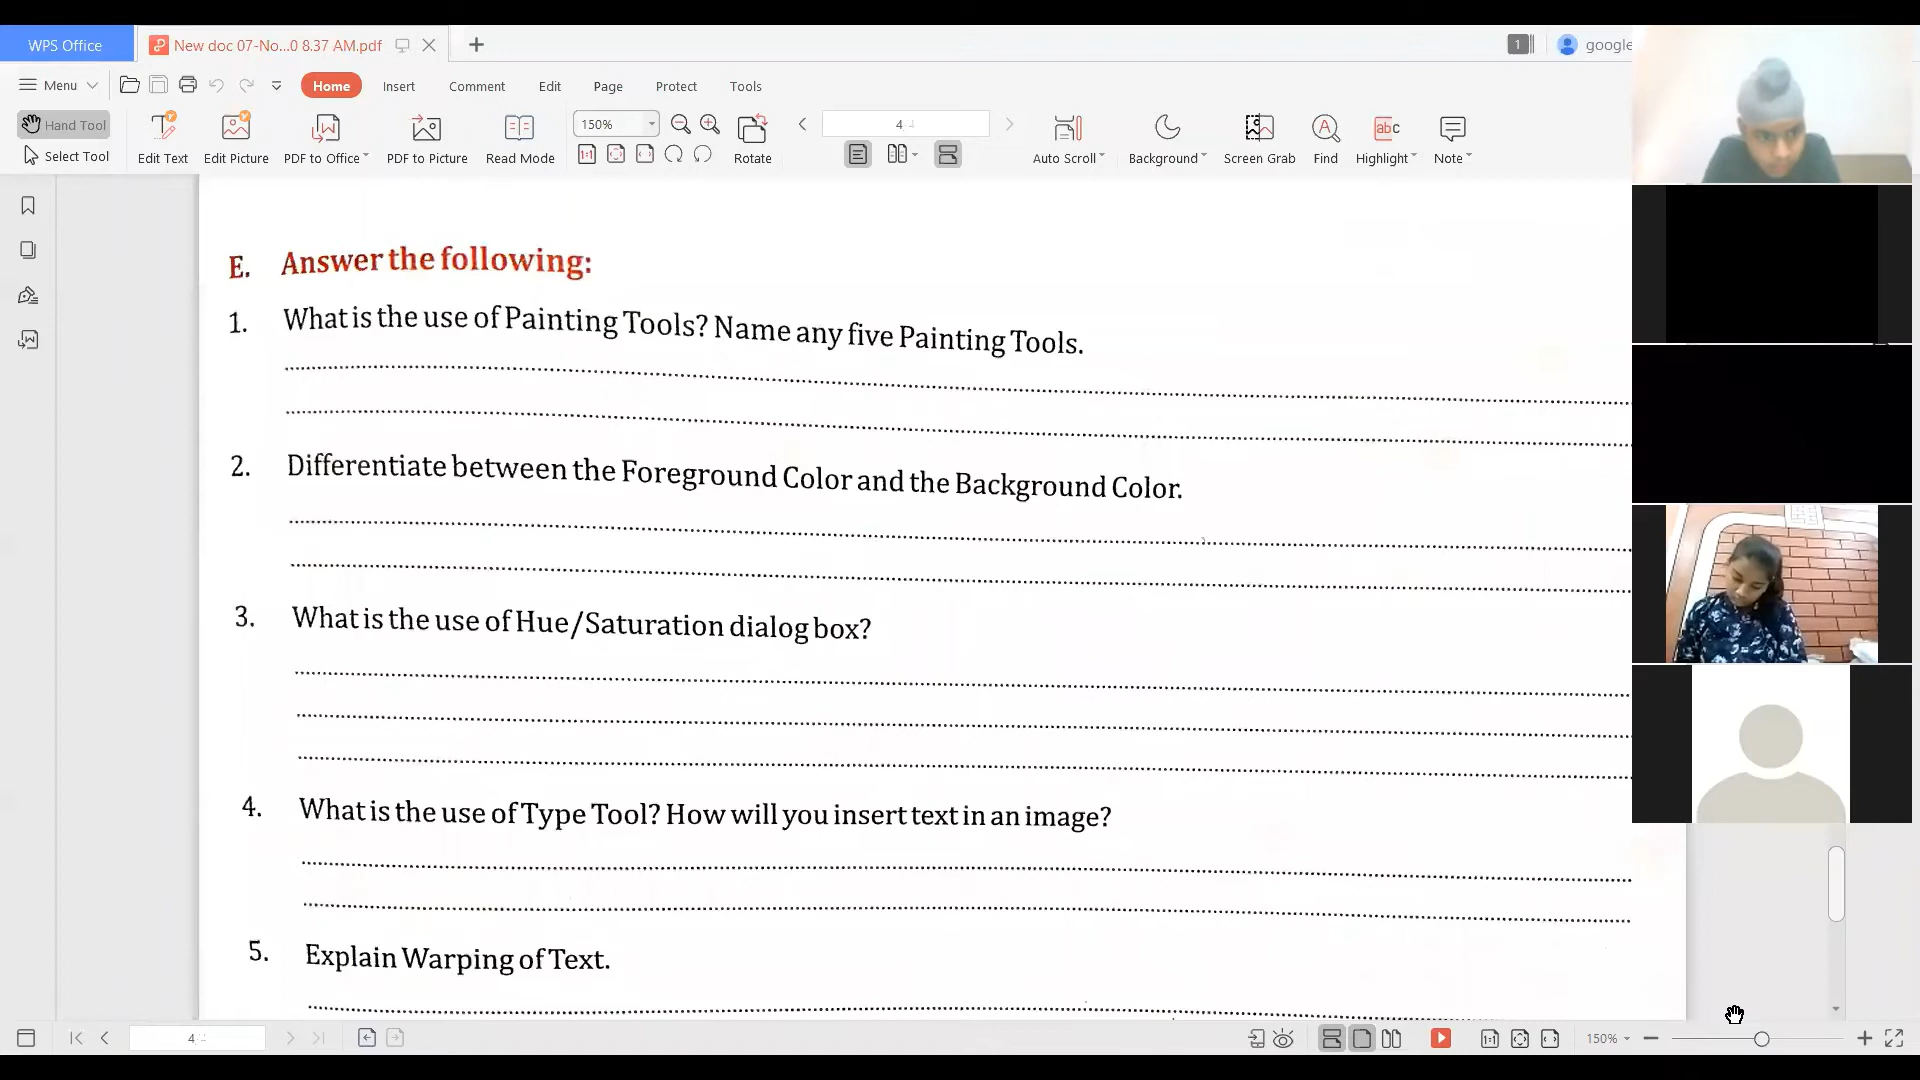 WPS Office
New doc 07-No...0 8.37 AM.pdf
1
google
Menu
Home
Insert
Comment
Edit
Page
Protect
Tools
Hand Tool
Select Tool
Edit Text
Edit Picture
PDF to Office
PDF to Picture
Read Mode
150%
Rotate
Auto Scroll
Background
Screen Grab
Find
abc
Highlight
Note
E. Answer the following:
1. What is the use of Painting Tools? Name any five Painting Tools.
2. Differentiate between the Foreground Color and the Background Color.
3. What is the use of Hue/Saturation dialog box?
4. What is the use of Type Tool? How will you insert text in an image?
5. Explain Warping of Text.
150%